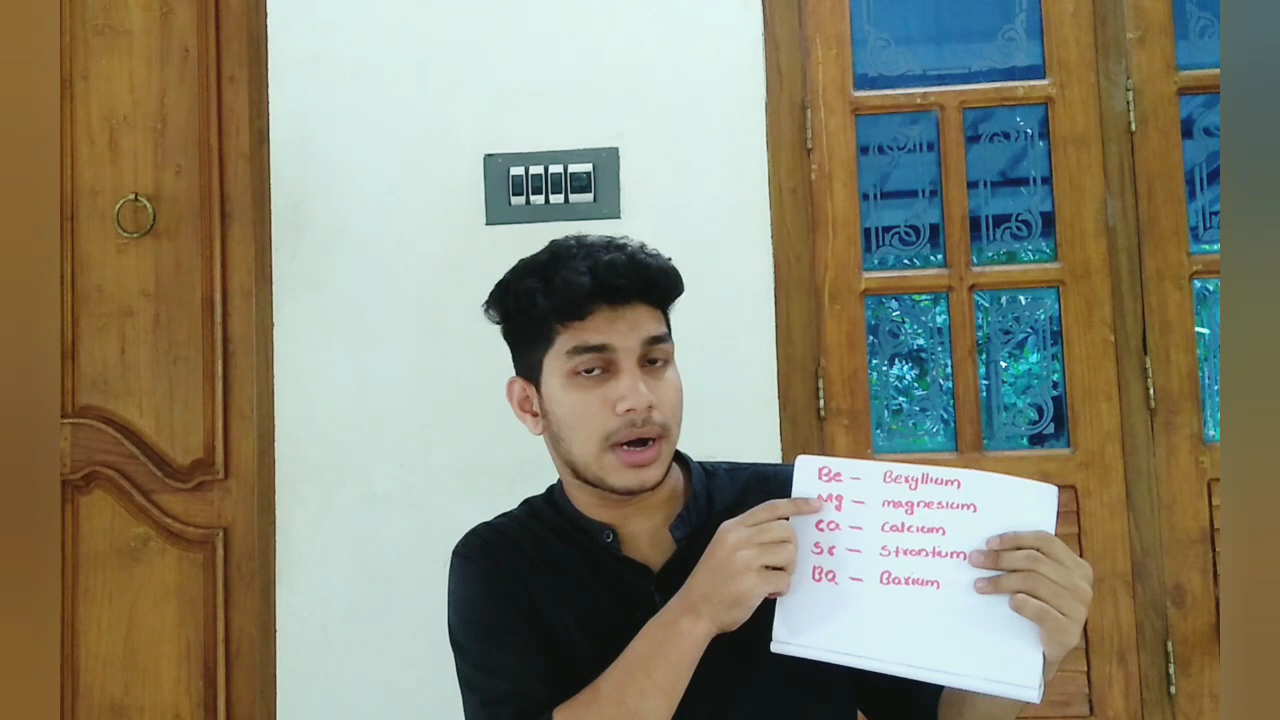 Be – Beryllium
Mg – magnesium
Ca – Calcium
Sr – Strontium
Ba – Barium